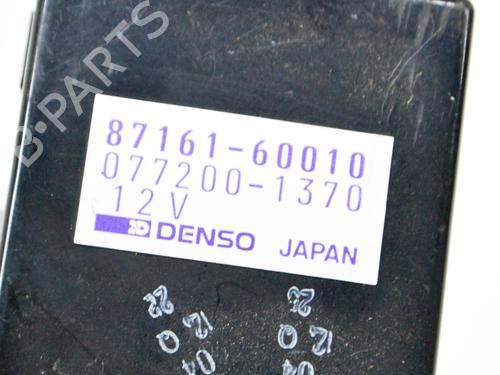 B-PARTS
87161-60010
077200-1370
12V
DENSO JAPAN